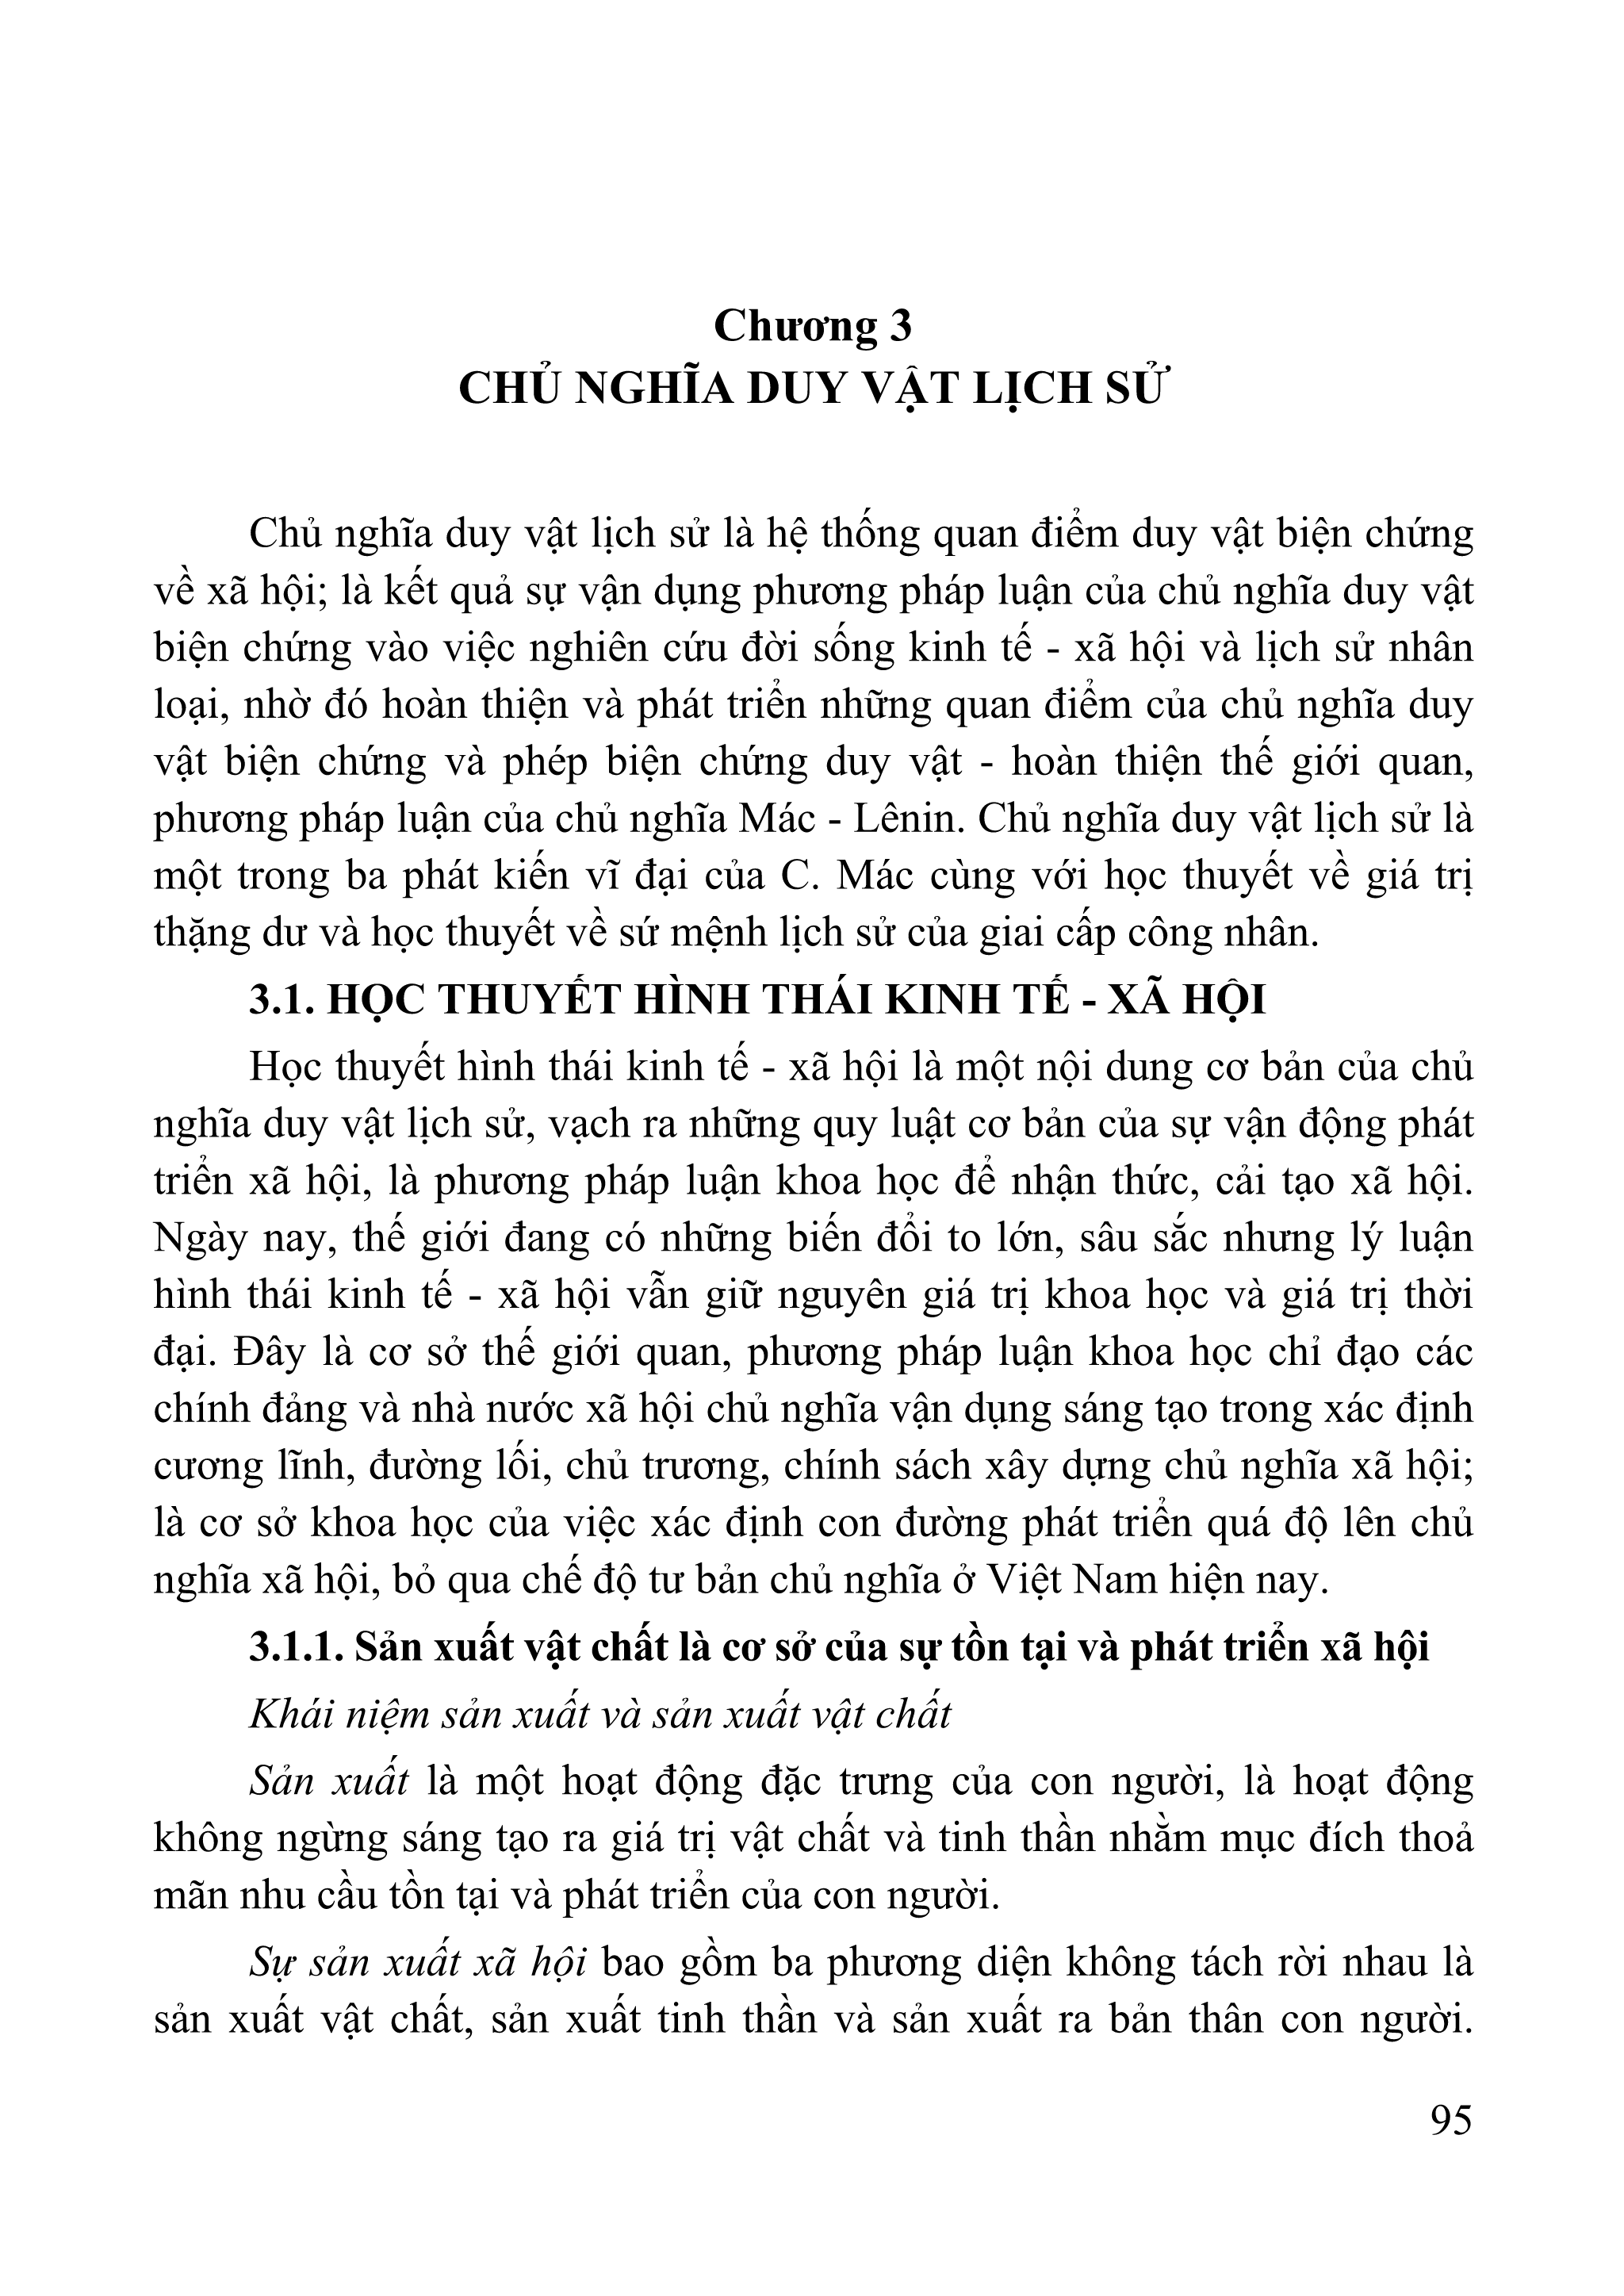 Chương 3
CHỦ NGHĨA DUY VẬT LỊCH SỬ
Chủ nghĩa duy vật lịch sử là hệ thống quan điểm duy vật biện chứng
về xã hội; là kết quả sự vận dụng phương pháp luận của chủ nghĩa duy vật
biện chứng vào việc nghiên cứu đời sống kinh tế - xã hội và lịch sử nhân
loại, nhờ đó hoàn thiện và phát triển những quan điểm của chủ nghĩa duy
vật biện chứng và phép biện chứng duy vật - hoàn thiện thế giới quan,
phương pháp luận của chủ nghĩa Mác - Lênin. Chủ nghĩa duy vật lịch sử là
một trong ba phát kiến vĩ đại của C. Mác cùng với học thuyết về giá trị
thặng dư và học thuyết về sứ mệnh lịch sử của giai cấp công nhân.
3.1. HỌC THUYẾT HÌNH THÁI KINH TẾ - XÃ HỘI
Học thuyết hình thái kinh tế - xã hội là một nội dung cơ bản của chủ
nghĩa duy vật lịch sử, vạch ra những quy luật cơ bản của sự vận động phát
triển xã hội, là phương pháp luận khoa học để nhận thức, cải tạo xã hội.
Ngày nay, thế giới đang có những biến đổi to lớn, sâu sắc nhưng lý luận
hình thái kinh tế - xã hội vẫn giữ nguyên giá trị khoa học và giá trị thời
đại. Đây là cơ sở thế giới quan, phương pháp luận khoa học chỉ đạo các
chính đảng và nhà nước xã hội chủ nghĩa vận dụng sáng tạo trong xác định
cương lĩnh, đường lối, chủ trương, chính sách xây dựng chủ nghĩa xã hội;
là cơ sở khoa học của việc xác định con đường phát triển quá độ lên chủ
nghĩa xã hội, bỏ qua chế độ tư bản chủ nghĩa ở Việt Nam hiện nay.
3.1.1. Sản xuất vật chất là cơ sở của sự tồn tại và phát triển xã hội
Khái niệm sản xuất và sản xuất vật chất
Sản xuất là một hoạt động đặc trưng của con người, là hoạt động
không ngừng sáng tạo ra giá trị vật chất và tinh thần nhằm mục đích thoả
mãn nhu cầu tồn tại và phát triển của con người.
Sự sản xuất xã hội bao gồm ba phương diện không tách rời nhau là
sản xuất vật chất, sản xuất tinh thần và sản xuất ra bản thân con người.
95